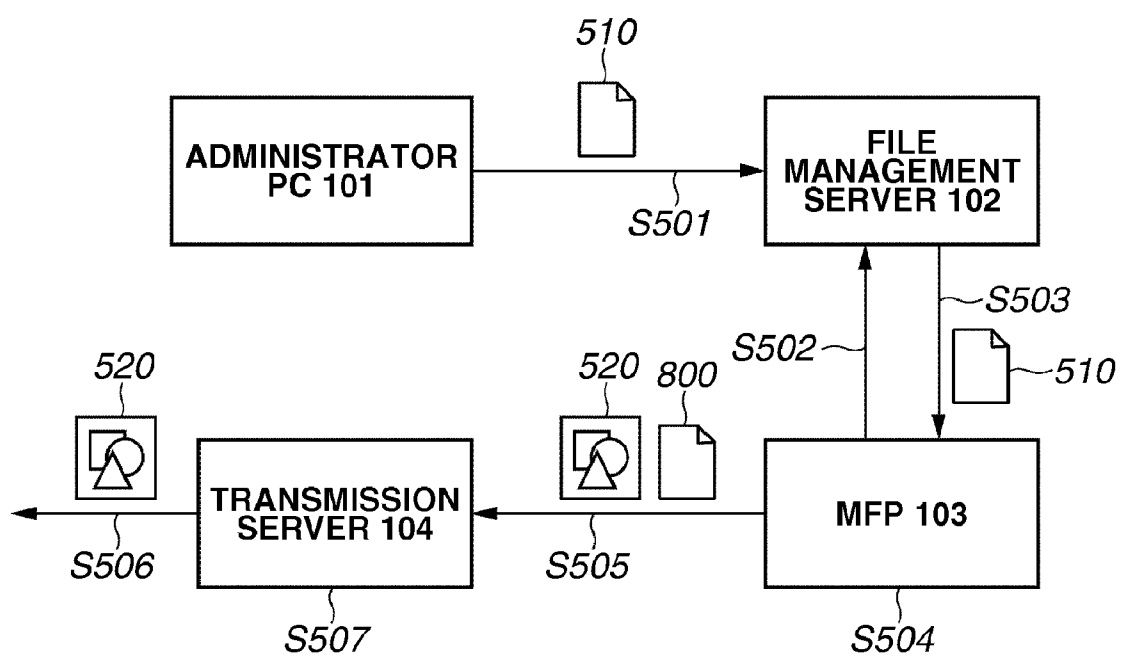 510
ADMINISTRATOR
PC 101
FILE
MANAGEMENT
SERVER 102
S501
S503
S502
510
520
520
800
TRANSMISSION
SERVER 104
MFP 103
S506
S505
S507
S504